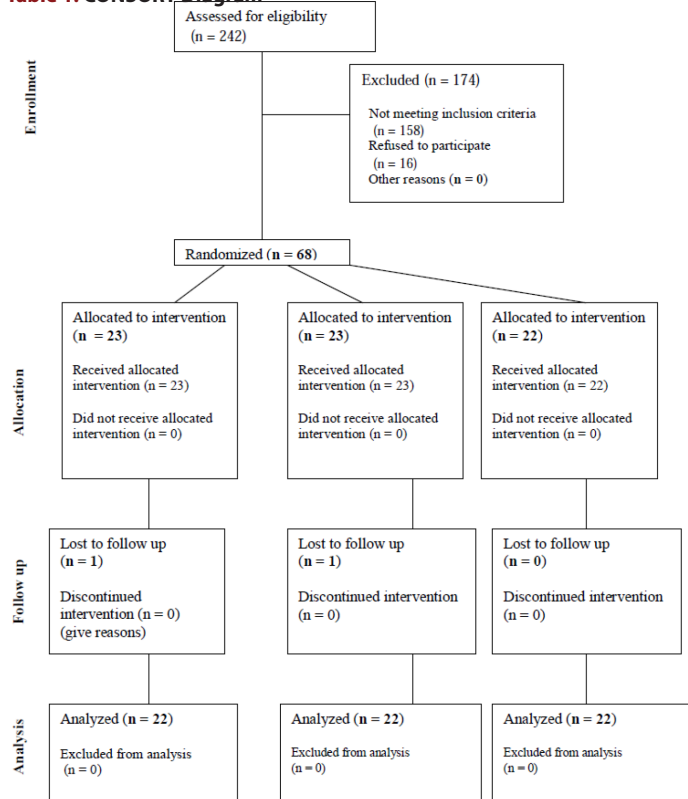 Assessed for eligibility
(n = 242)
Enrollment
Excluded (n = 174)
Not meeting inclusion criteria
(n = 158)
Refused to participate
(n = 16)
Other reasons (n = 0)
Randomized (n = 68)
Allocation
Allocated to intervention
(n = 23)
Received allocated
intervention (n = 23)
Did not receive allocated
intervention (n = 0)
Allocated to intervention
(n = 23)
Received allocated
intervention (n = 23)
Did not receive allocated
intervention (n = 0)
Allocated to intervention
(n = 22)
Received allocated
intervention (n = 22)
Did not receive allocated
intervention (n = 0)
Follow up
Lost to follow up
(n = 1)
Discontinued
intervention (n = 0)
(give reasons)
Lost to follow up
(n = 1)
Discontinued intervention
(n = 0)
Lost to follow up
(n = 0)
Discontinued intervention
(n = 0)
Analysis
Analyzed (n = 22)
Excluded from analysis
(n = 0)
Analyzed (n = 22)
Excluded from analysis
(n = 0)
Analyzed (n = 22)
Excluded from analysis
(n = 0)